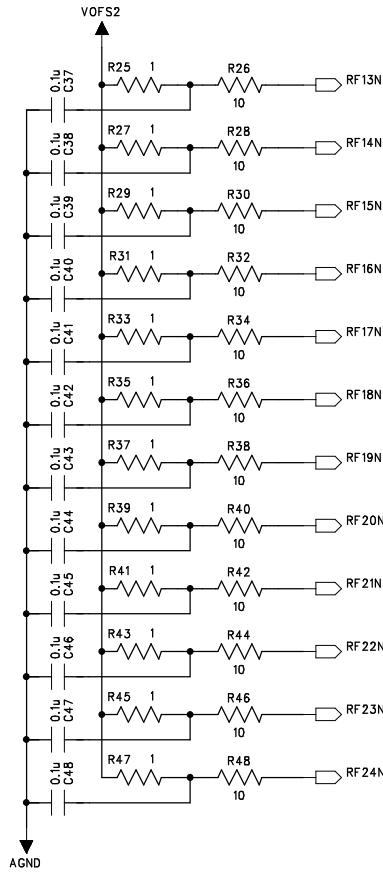 VOFS2
R25 1 R26 RF13N
0.1u C37 10
R27 1 R28 RF14N
0.1u C38 10
R29 1 R30 RF15N
0.1u C39 10
R31 1 R32 RF16N
0.1u C40 10
R33 1 R34 RF17N
0.1u C41 10
R35 1 R36 RF18N
0.1u C42 10
R37 1 R38 RF19N
0.1u C43 10
R39 1 R40 RF20N
0.1u C44 10
R41 1 R42 RF21N
0.1u C45 10
R43 1 R44 RF22N
0.1u C46 10
R45 1 R46 RF23N
0.1u C47 10
R47 1 R48 RF24N
0.1u C48 10
AGND